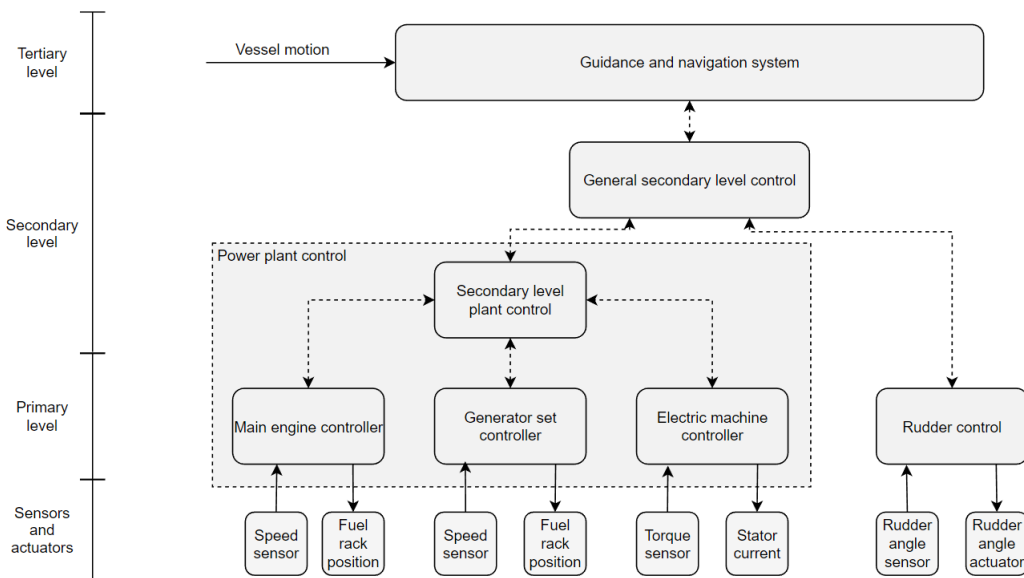 Tertiary
level
Vessel motion
Guidance and navigation system
General secondary level control
Secondary
level
Power plant control
Secondary level
plant control
Primary
level
Main engine controller
Generator set
controller
Electric machine
controller
Rudder control
Sensors
and
actuators
Speed
sensor
Fuel
rack
position
Speed
sensor
Fuel
rack
position
Torque
sensor
Stator
current
Rudder
angle
sensor
Rudder
angle
actuator